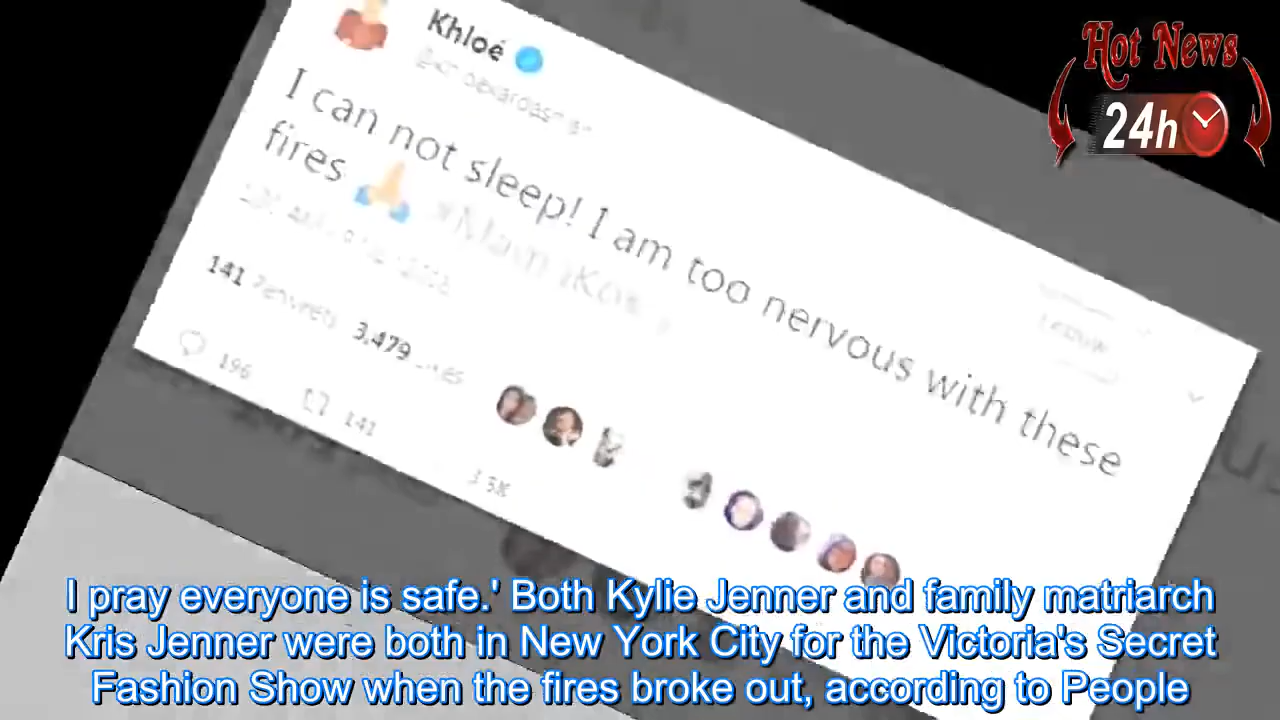 Hot News
24h
Khloé
I can not sleep! I am too nervous with these
fires
141 Retweets 3,479 Likes
196
141
I pray everyone is safe.' Both Kylie Jenner and family matriarch
Kris Jenner were both in New York City for the Victoria's Secret
Fashion Show when the fires broke out, according to People